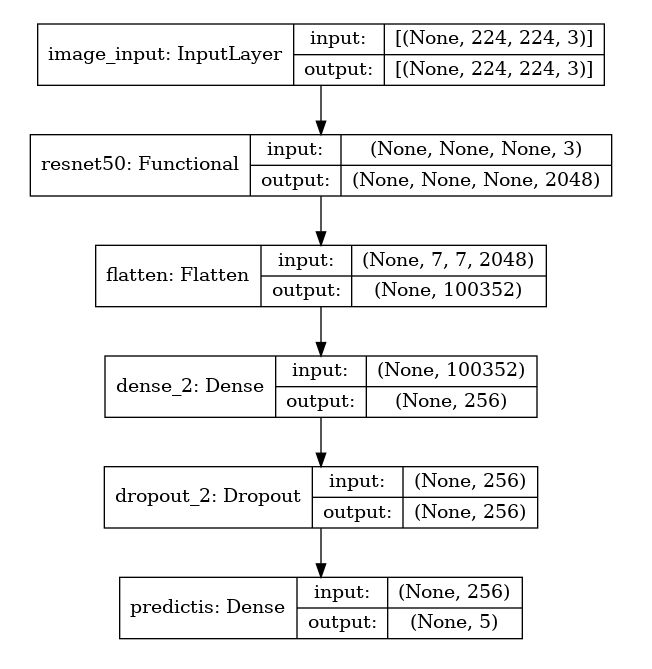 image_input: InputLayer
input: [(None, 224, 224, 3)]
output: [(None, 224, 224, 3)]
resnet50: Functional
input: (None, None, None, 3)
output: (None, None, None, 2048)
flatten: Flatten
input: (None, 7, 7, 2048)
output: (None, 100352)
dense_2: Dense
input: (None, 100352)
output: (None, 256)
dropout_2: Dropout
input: (None, 256)
output: (None, 256)
predictis: Dense
input: (None, 256)
output: (None, 5)